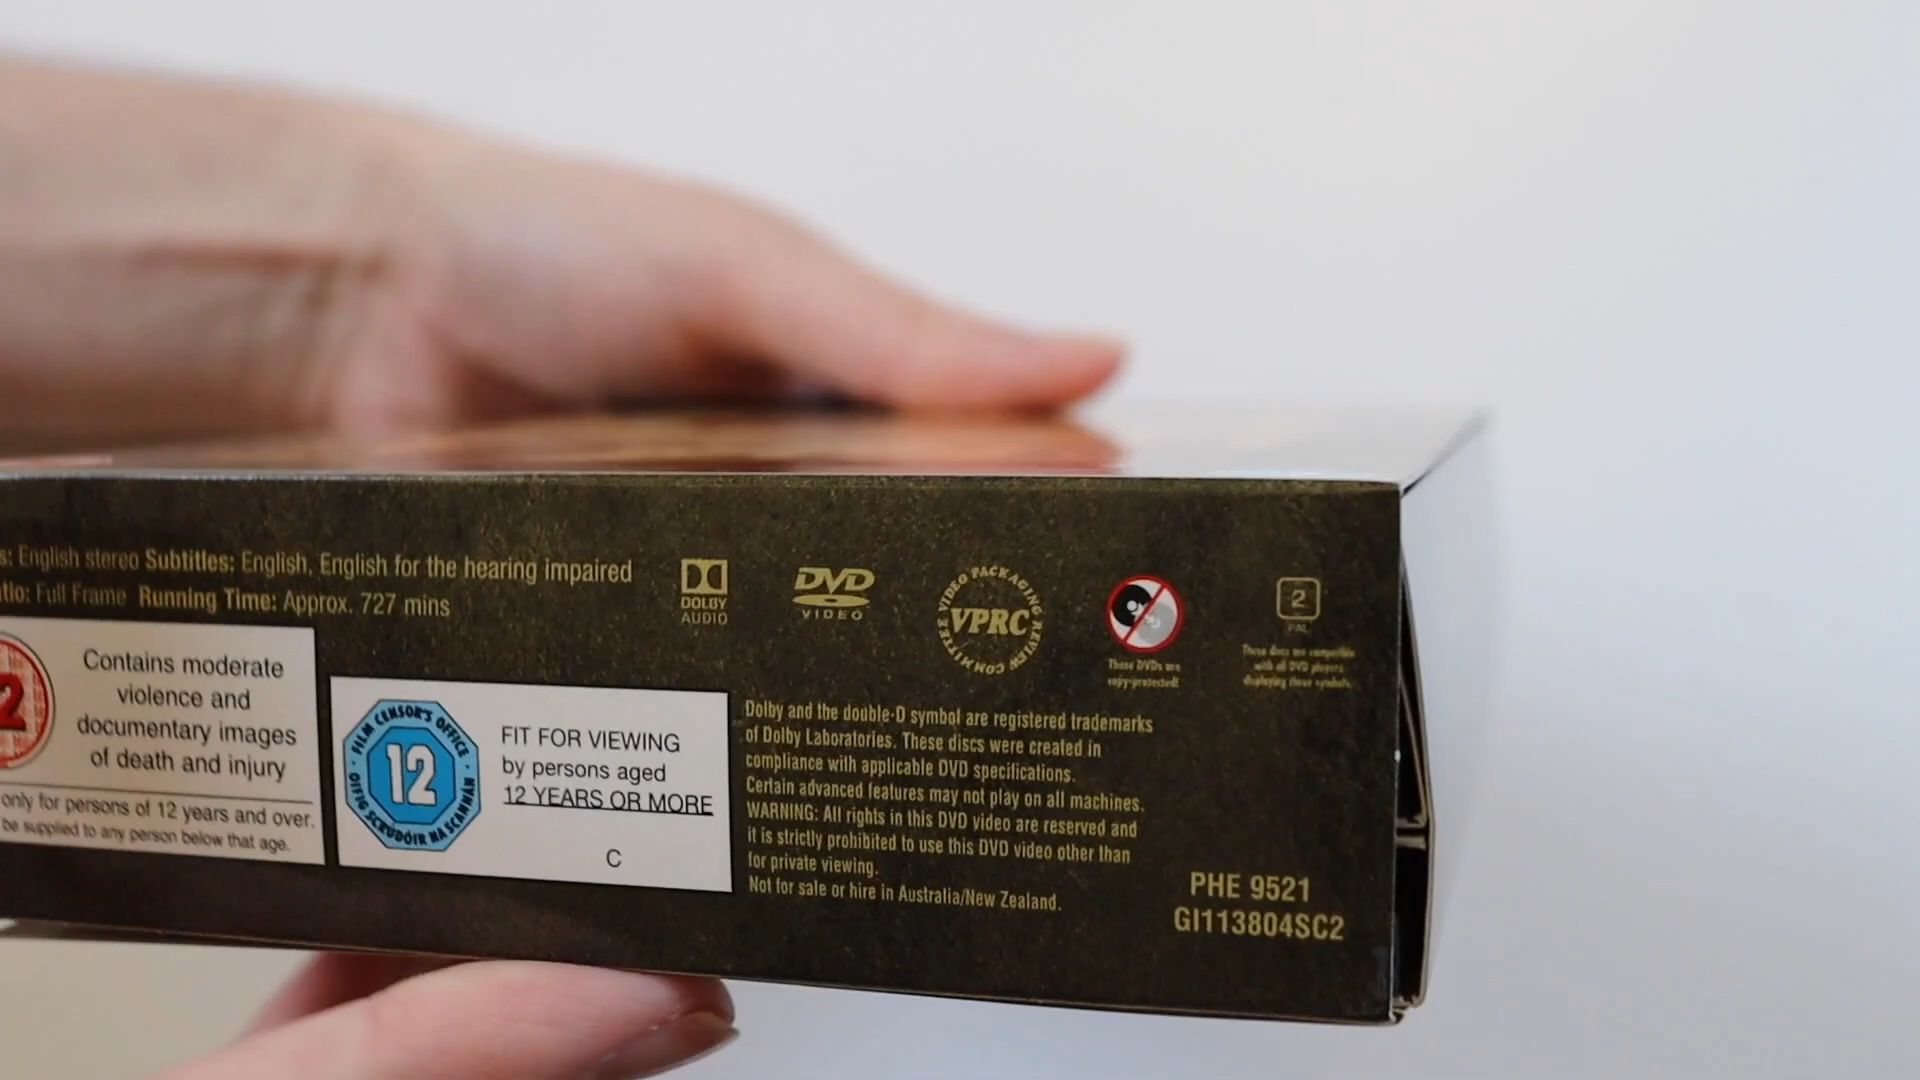 s: English stereo Subtitles: English, English for the hearing impaired
tio: Full Frame Running Time: Approx. 727 mins
2
Contains moderate
violence and
documentary images
of death and injury
only for persons of 12 years and over.
be supplied to any person below that age.
FILM CENSOR'S OFFICE
12
OIFIG SCRÚDÓIR NA SCANNÁN
FIT FOR VIEWING
by persons aged
12 YEARS OR MORE
C
DOLBY
AUDIO
DVD
VIDEO
VIDEO PACKAGING REVIEW COMMITTEE
VPRC
These DVDs are
copy-protected!
2
PAL
These discs are compatible
with all DVD players
displaying these symbols.
Dolby and the double-D symbol are registered trademarks
of Dolby Laboratories. These discs were created in
compliance with applicable DVD specifications.
Certain advanced features may not play on all machines.
WARNING: All rights in this DVD video are reserved and
it is strictly prohibited to use this DVD video other than
for private viewing.
Not for sale or hire in Australia/New Zealand.
PHE 9521
GI113804SC2